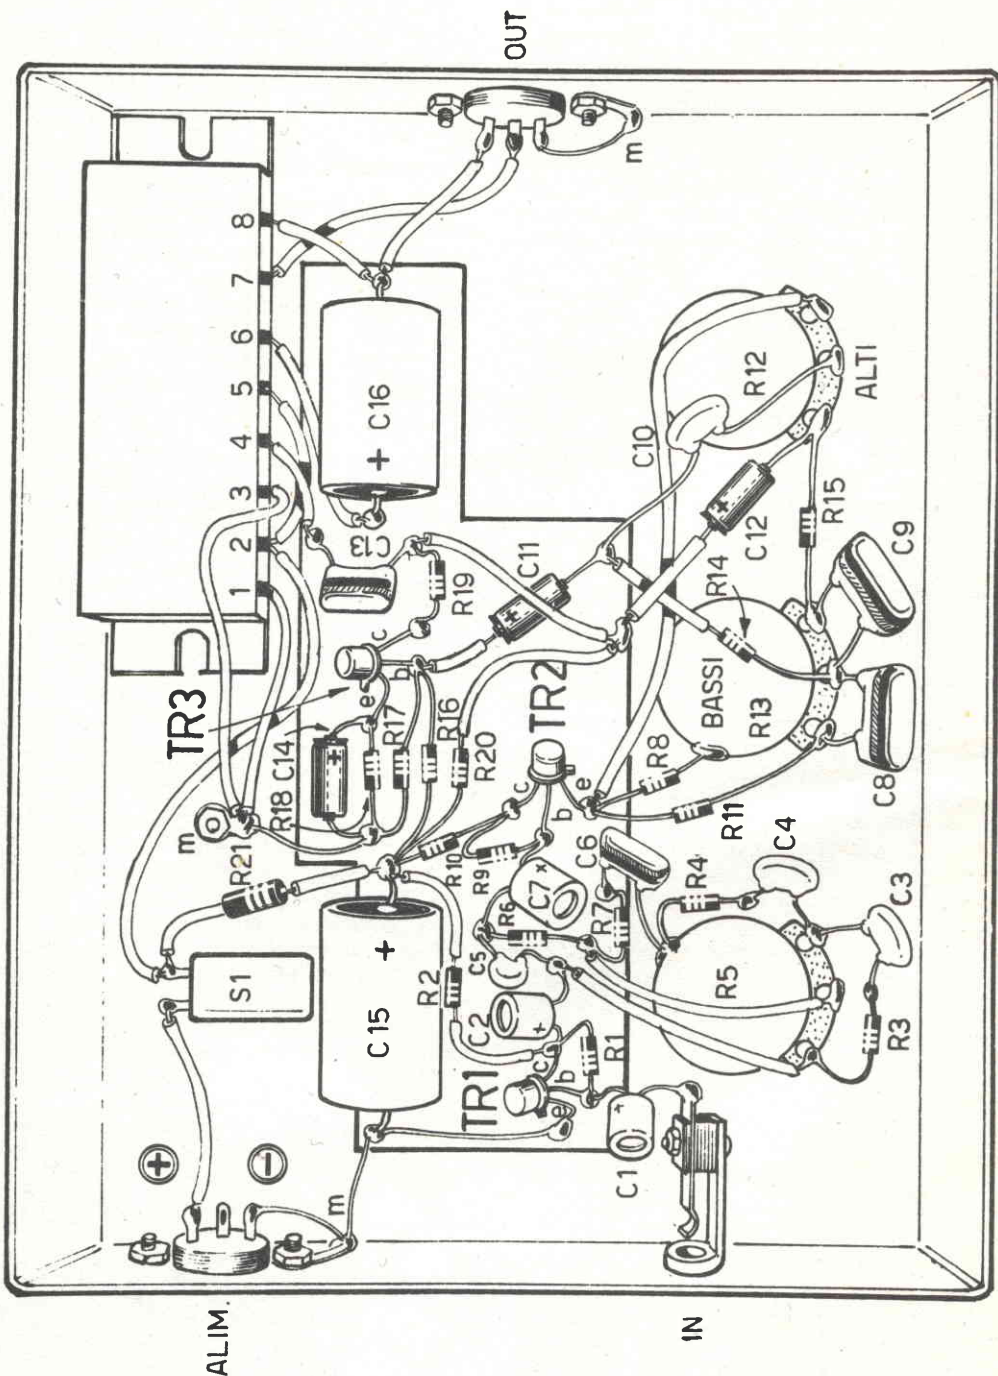 OUT
m
8
7
6
5
4
3
2
1
C16
+
C13
R19
C11
C10
R12
ALTI
C12
R15
R14
C9
BASSI
R13
C8
R8
R11
TR3
C14
R18
R17
R16
R20
c
b
e
TR2
c
b
e
m
R21
R10
R9
C7
x
C6
R7
R6
C5
C4
R4
C3
R5
R3
S1
C15
+
R2
C2
+
TR1
c
b
e
R1
C1
+
+
+
+
-
m
ALIM.
IN